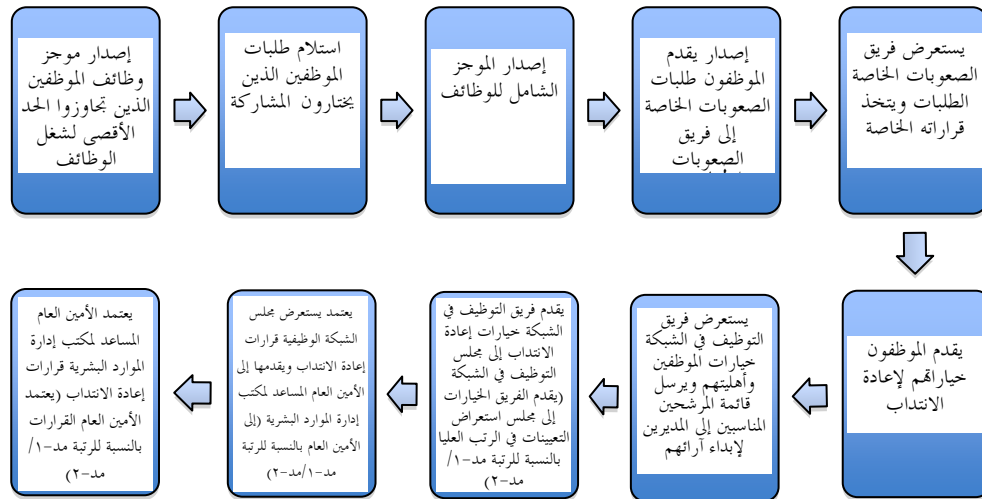 إصدار موجز
وظائف الموظفين
الذين تجاوزوا الحد
الأقصى لشغل
الوظائف
استلام طلبات
الموظفين الذين
يختارون المشاركة
إصدار الموجز
الشامل للوظائف
إصدار يقدم
الموظفون طلبات
الصعوبات الخاصة
إلى فريق
الصعوبات
يستعرض فريق
الصعوبات الخاصة
الطلبات ويتخذ
قراراته الخاصة
يقدم الموظفون
خياراتهم لإعادة
الانتداب
يستعرض فريق
التوظيف في الشبكة
خيارات الموظفين
وأهليتهم ويرسل
قائمة المرشحين
المناسبين إلى المديرين
لإبداء آرائهم
يقدم فريق التوظيف في
الشبكة خيارات إعادة
الانتداب إلى مجلس
التوظيف في الشبكة
(يقدم الفريق الخيارات
إلى مجلس استعراض
التعيينات في الرتب العليا
بالنسبة للرتبة مد-١/
مد-٢)
يعتمد يستعرض مجلس
الشبكة الوظيفية قرارات
إعادة الانتداب ويقدمها إلى
الأمين العام المساعد لمكتب
إدارة الموارد البشرية (إلى
الأمين العام بالنسبة للرتبة
مد-١/مد-٢)
يعتمد الأمين العام
المساعد لمكتب إدارة
الموارد البشرية قرارات
إعادة الانتداب (يعتمد
الأمين العام القرارات
بالنسبة للرتبة مد-١/
مد-٢)